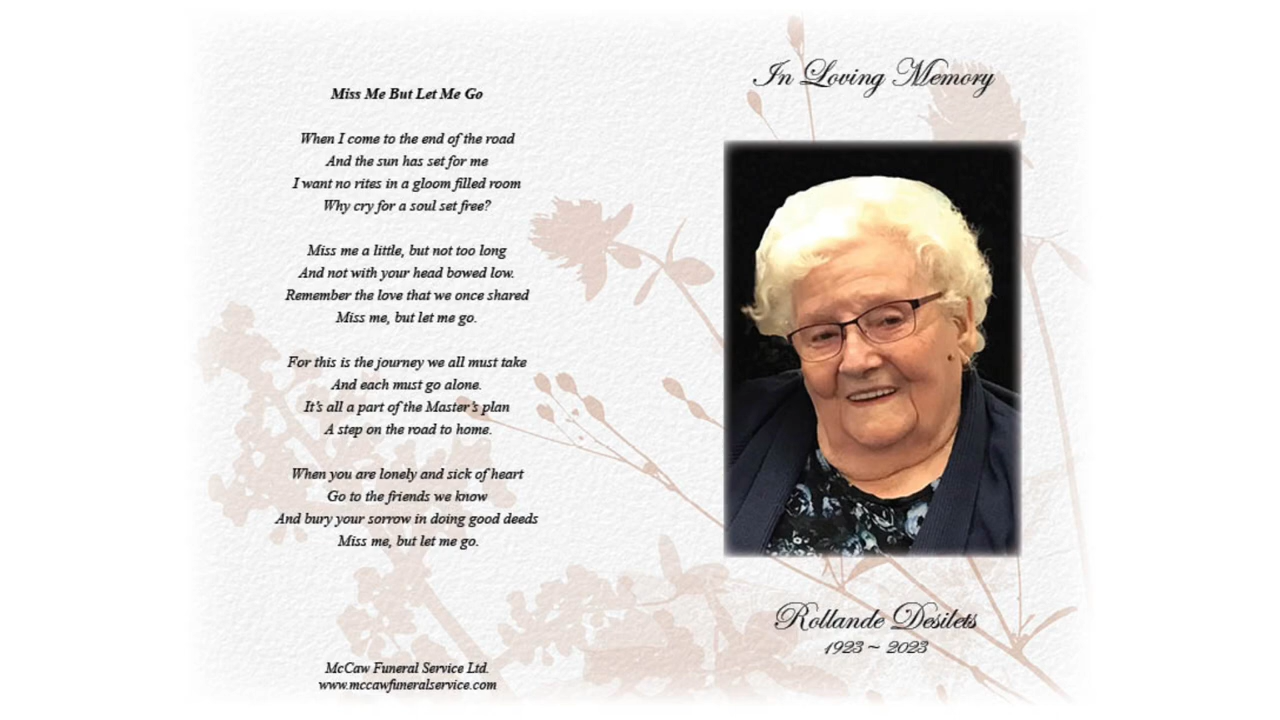 Miss Me But Let Me Go
When I come to the end of the road
And the sun has set for me
I want no rites in a gloom filled room
Why cry for a soul set free?
Miss me a little, but not too long
And not with your head bowed low.
Remember the love that we once shared
Miss me, but let me go.
For this is the journey we all must take
And each must go alone.
It's all a part of the Master's plan
A step on the road to home.
When you are lonely and sick of heart
Go to the friends we know
And bury your sorrow in doing good deeds
Miss me, but let me go.
McCaw Funeral Service Ltd.
www.mccawfuneralservice.com
In Loving Memory
Rollande Desilets
1923 ~ 2023